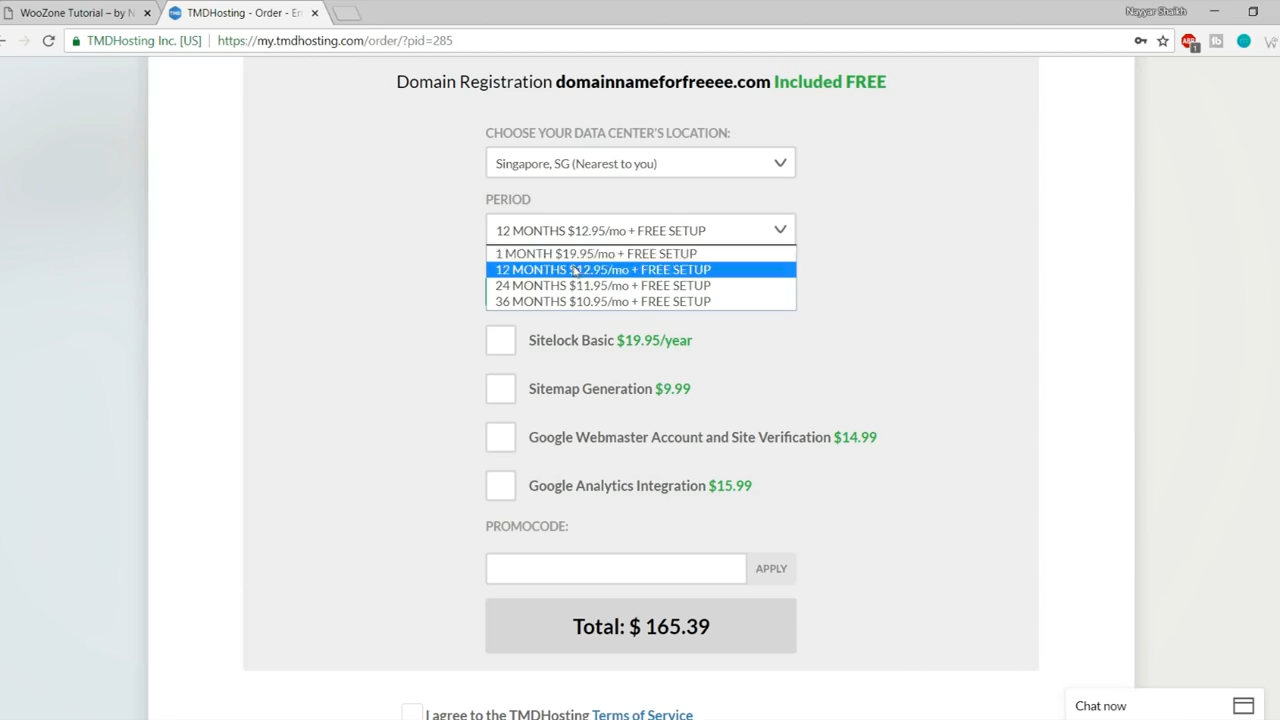 WooZone Tutorial – by N
TMDHosting - Order - En
Nayyar Shaikh
TMDHosting Inc. [US]
https://my.tmdhosting.com/order/?pid=285
ABP
1
Domain Registration domainnameforfreeee.com Included FREE
CHOOSE YOUR DATA CENTER'S LOCATION:
Singapore, SG (Nearest to you)
PERIOD
12 MONTHS $12.95/mo + FREE SETUP
1 MONTH $19.95/mo + FREE SETUP
12 MONTHS $12.95/mo + FREE SETUP
24 MONTHS $11.95/mo + FREE SETUP
36 MONTHS $10.95/mo + FREE SETUP
Sitelock Basic $19.95/year
Sitemap Generation $9.99
Google Webmaster Account and Site Verification $14.99
Google Analytics Integration $15.99
PROMOCODE:
APPLY
Total: $ 165.39
I agree to the TMDHosting Terms of Service
Chat now